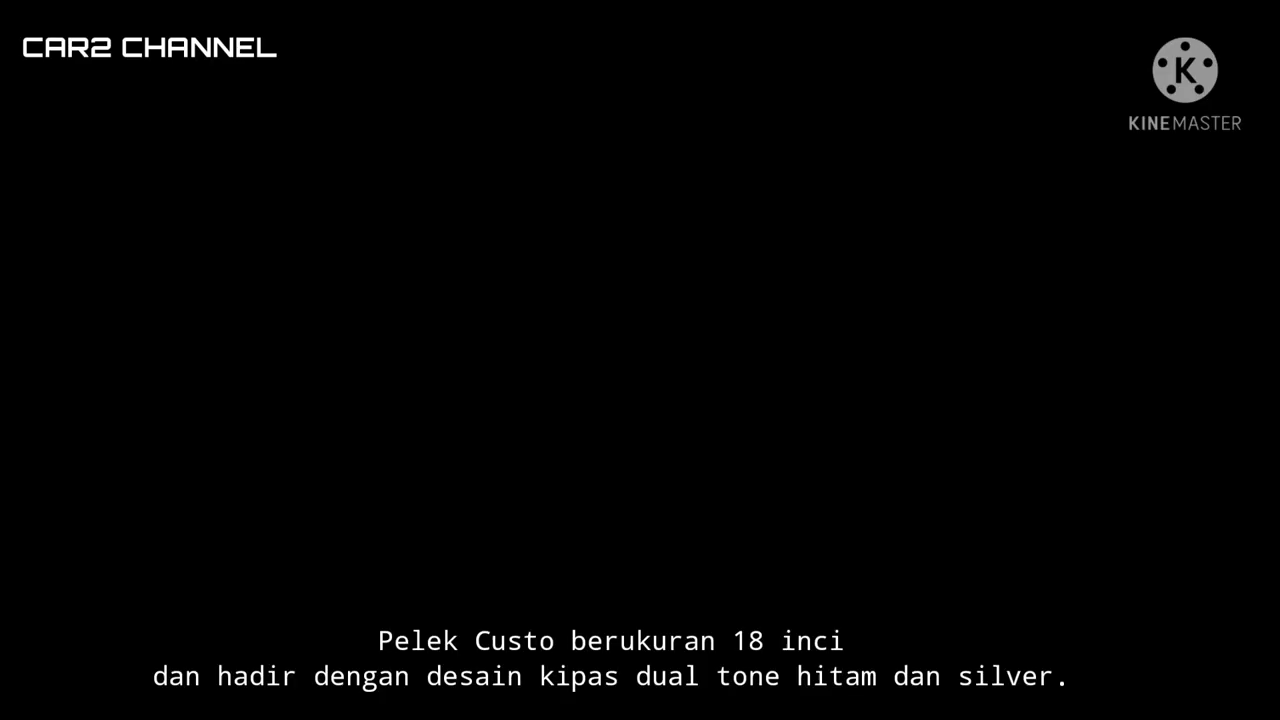 CAR2 CHANNEL
K
KINEMASTER
Pelek Custo berukuran 18 inci
dan hadir dengan desain kipas dual tone hitam dan silver.